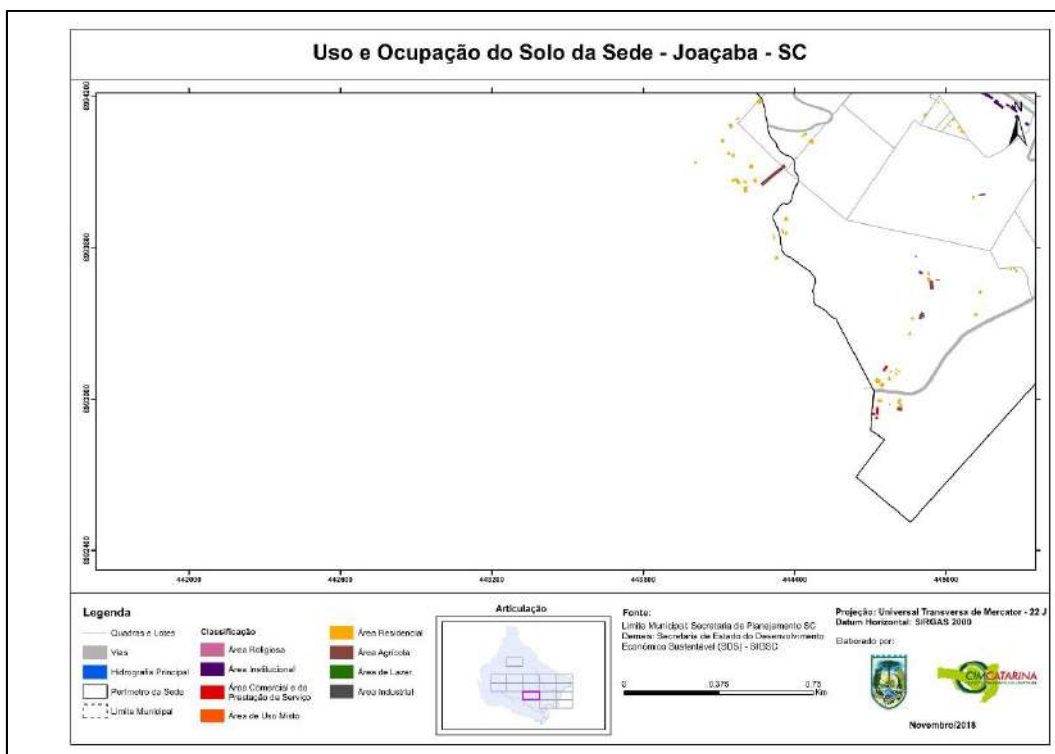 Uso e Ocupação do Solo da Sede - Joaçaba - SC
N
442000
442600
443200
443800
444400
445000
Legenda
Quadras e Lotes
Vias
Hidrografia Principal
Perímetro da Sede
Limite Municipal
Classificação
Área Religiosa
Área Institucional
Área Comercial e de
Prestação de Serviço
Área de Uso Misto
Área Residencial
Área Agrícola
Área de Lazer
Área Industrial
Articulação
Fonte:
Limite Municipal: Secretaria de Planejamento SC
Demais: Secretaria de Estado do Desenvolvimento
Econômico Sustentável (SDS) - SIGSC
0
0,375
0,75
Km
Projeção: Universal Transversa de Mercator - 22 J
Datum Horizontal: SIRGAS 2000
Elaborado por:
CIMCATARINA
Novembro/2018